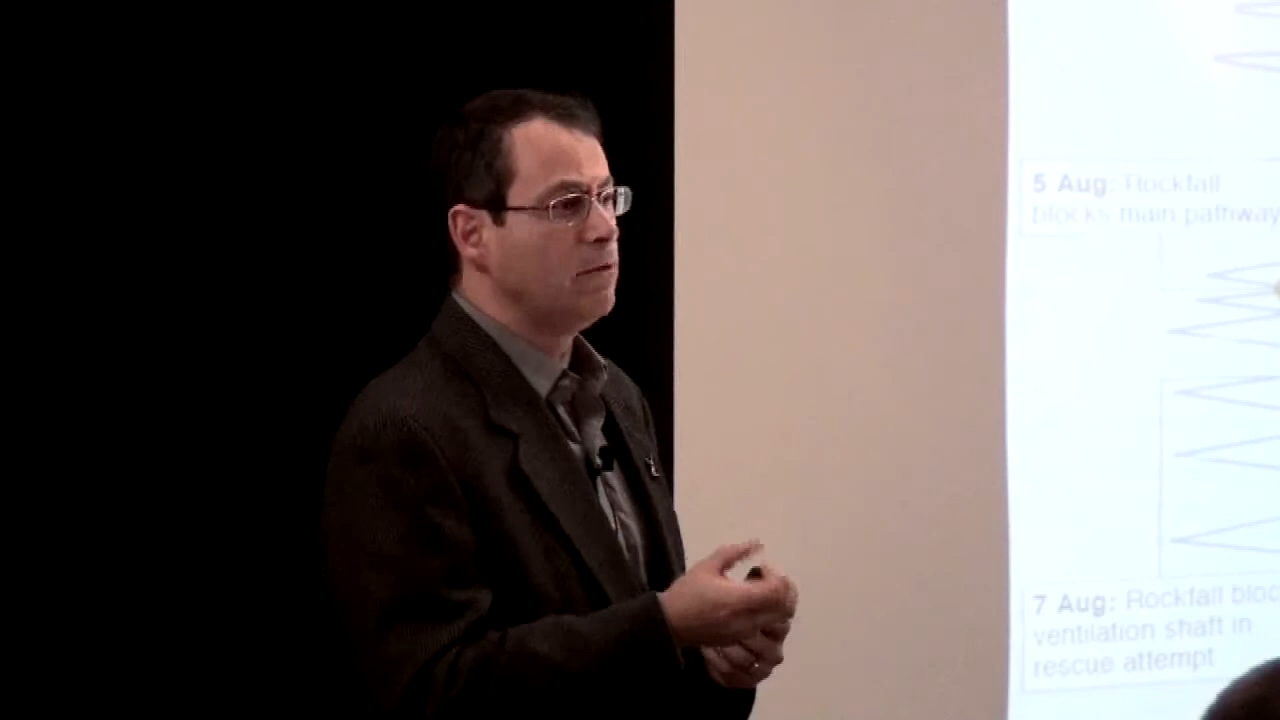 5 Aug: Rockfall
blocks main pathway
7 Aug: Rockfall bloc
ventilation shaft in
rescue attempt